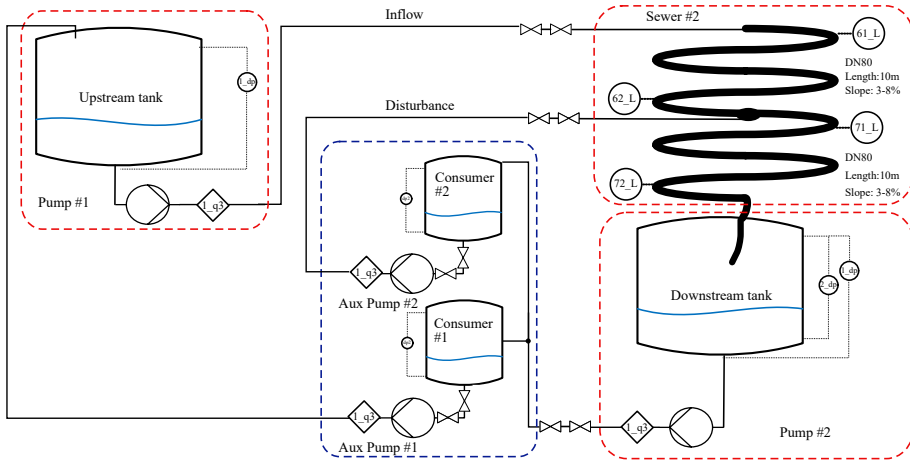 Inflow
Sewer #2
61_L
DN80
Length:10m
Slope: 3-8%
Upstream tank
1_dp
62_L
Disturbance
71_L
DN80
Length:10m
Slope: 3-8%
72_L
Pump #1
1_q3
Consumer
#2
dp2
1_q3
Aux Pump #2
Downstream tank
1_dp
2_dp
Consumer
#1
1_q3
Aux Pump #1
1_q3
Pump #2